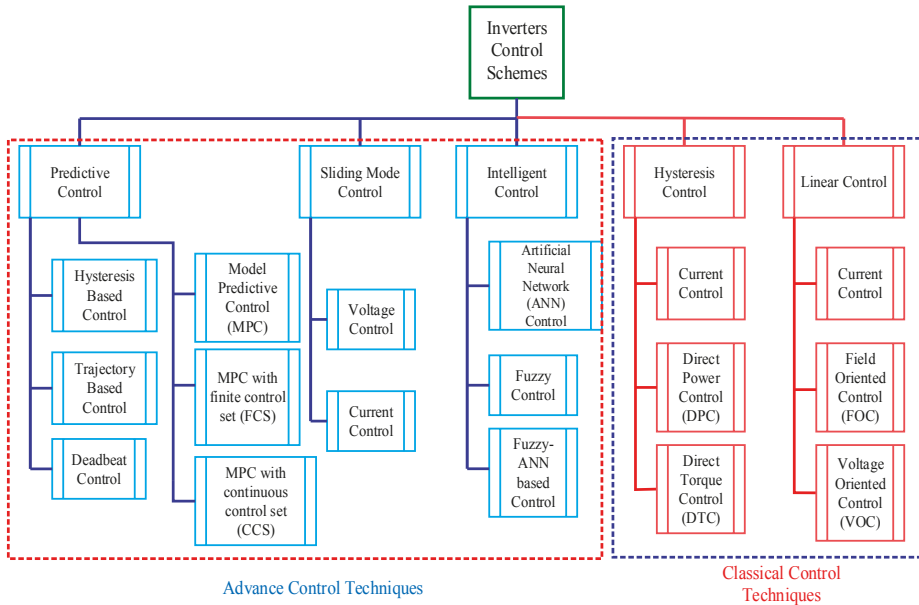 Inverters
Control
Schemes
Predictive
Control
Sliding Mode
Control
Intelligent
Control
Hysteresis
Control
Linear Control
Hysteresis
Based
Control
Trajectory
Based
Control
Deadbeat
Control
Model
Predictive
Control
(MPC)
MPC with
finite control
set (FCS)
MPC with
continuous
control set
(CCS)
Voltage
Control
Current
Control
Artificial
Neural
Network
(ANN)
Control
Fuzzy
Control
Fuzzy-
ANN
based
Control
Current
Control
Direct
Power
Control
(DPC)
Direct
Torque
Control
(DTC)
Current
Control
Field
Oriented
Control
(FOC)
Voltage
Oriented
Control
(VOC)
Advance Control Techniques
Classical Control
Techniques